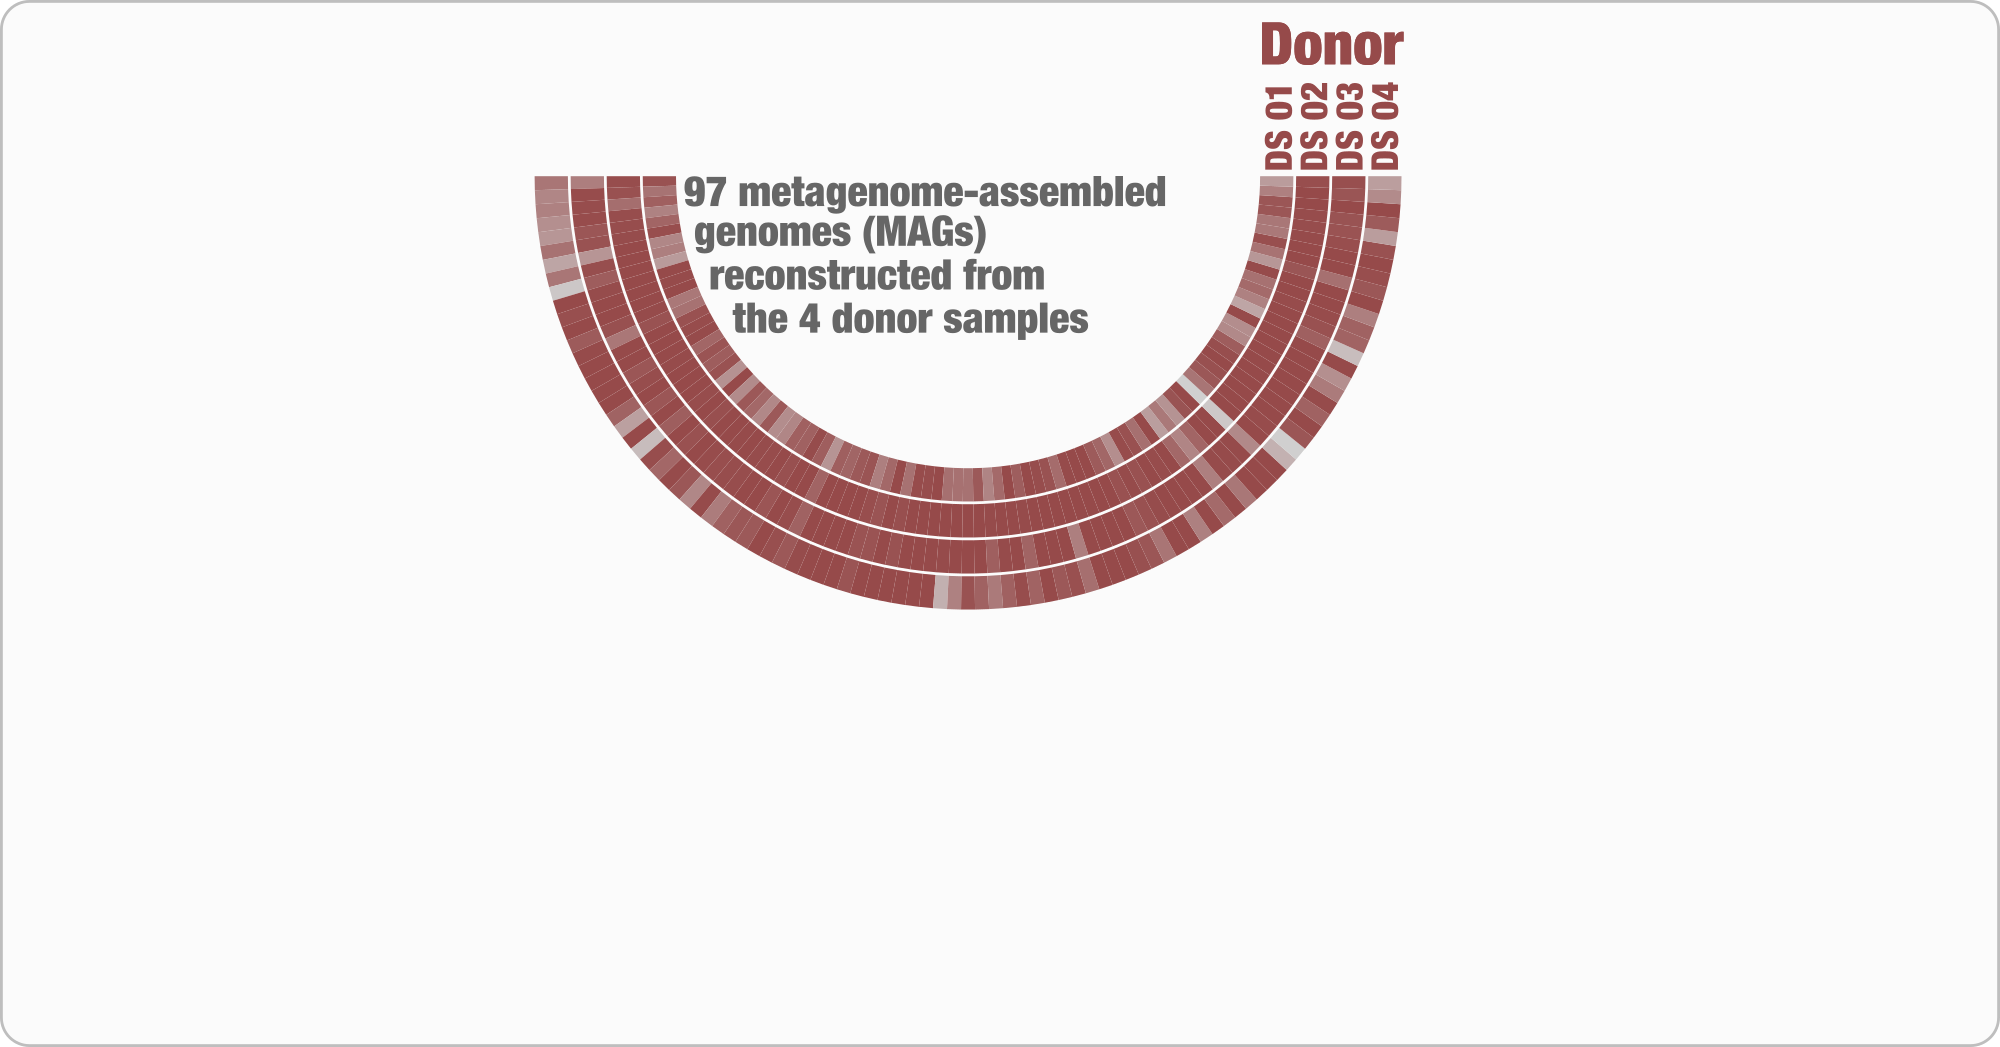 Donor
DS 01
DS 02
DS 03
DS 04
97 metagenome-assembled
genomes (MAGs)
reconstructed from
the 4 donor samples